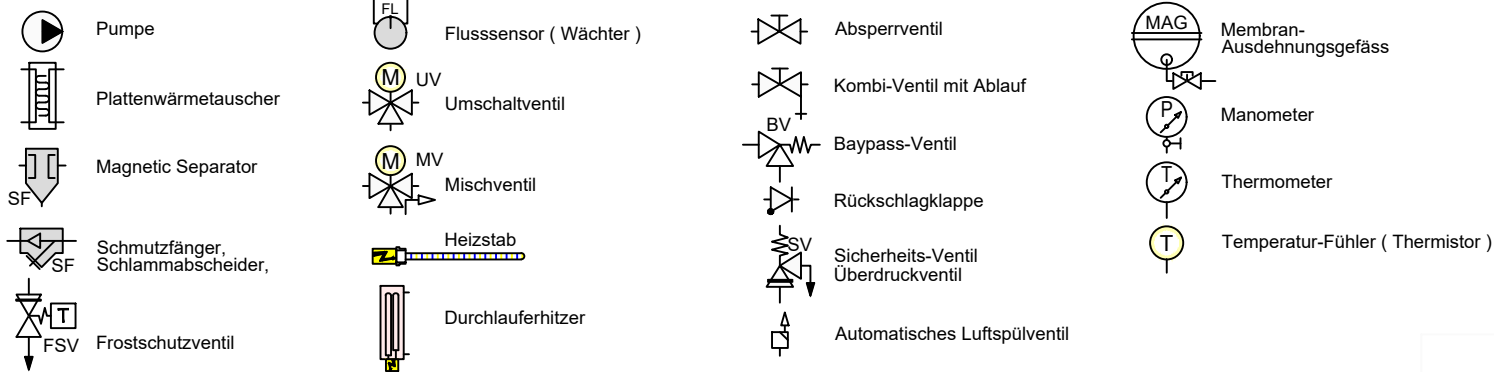 Pumpe
Plattenwärmetauscher
Magnetic Separator
SF
Schmutzfänger,
Schlammabscheider,
SF
T
FSV
Frostschutzventil
FL
Flusssensor ( Wächter )
M
UV
Umschaltventil
M
MV
Mischventil
Heizstab
Durchlauferhitzer
Absperrventil
Kombi-Ventil mit Ablauf
BV
Baypass-Ventil
Rückschlagklappe
SV
Sicherheits-Ventil
Überdruckventil
Automatisches Luftspülventil
MAG
Membran-
Ausdehnungsgefäss
P
Manometer
T
Thermometer
T
Temperatur-Fühler ( Thermistor )